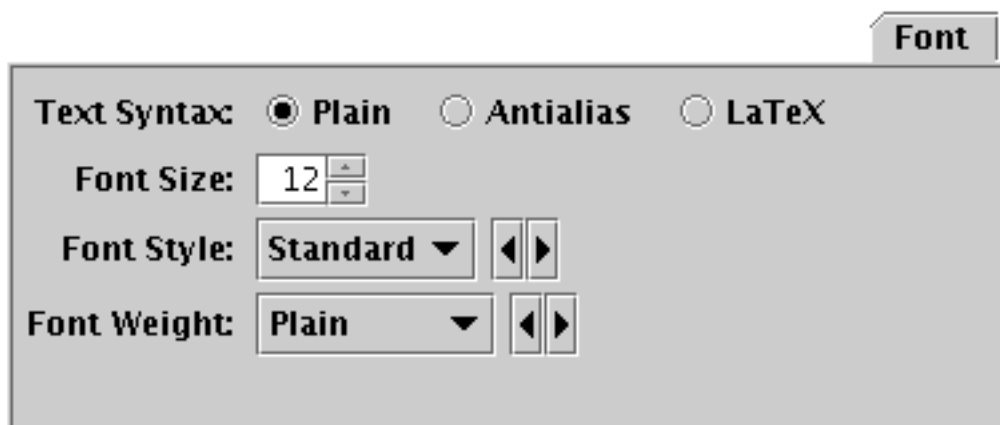 Font
Text Syntax: Plain Antialias LaTeX
Font Size: 12
Font Style: Standard
Font Weight: Plain